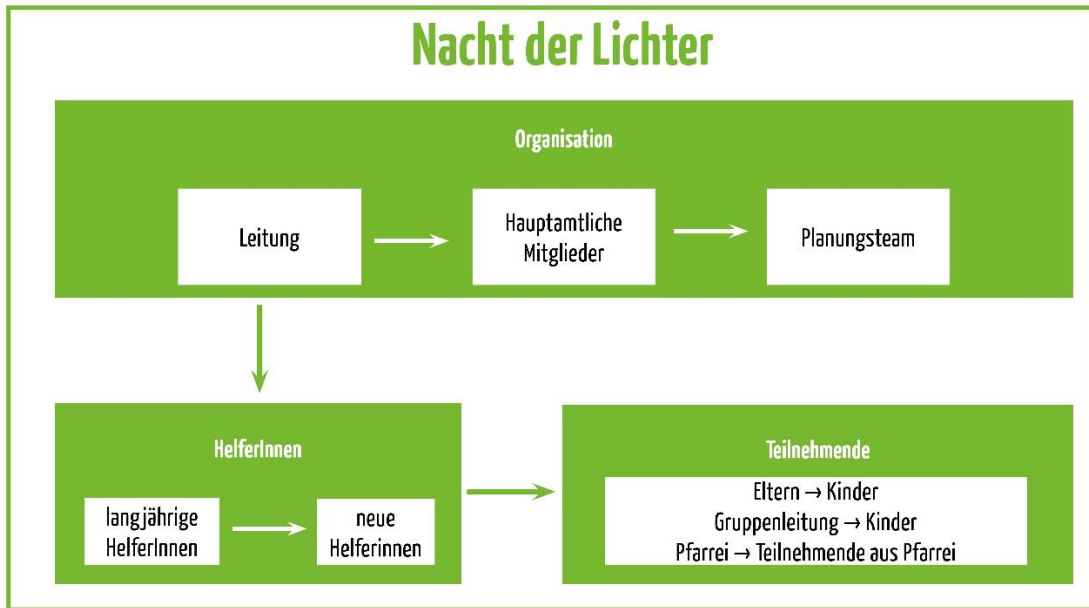 Nacht der Lichter
Organisation
Leitung
Hauptamtliche
Mitglieder
Planungsteam
HelferInnen
langjährige
HelferInnen
neue
Helferinnen
Teilnehmende
Eltern → Kinder
Gruppenleitung → Kinder
Pfarrei → Teilnehmende aus Pfarrei